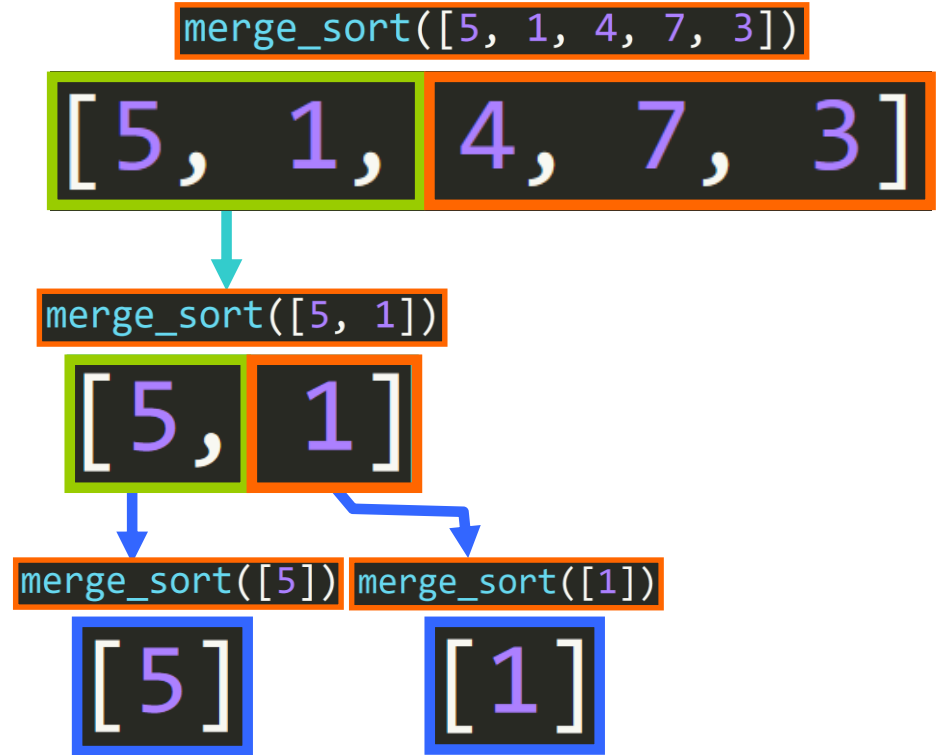 merge_sort([5, 1, 4, 7, 3])
[5, 1, 4, 7, 3]
merge_sort([5, 1])
[5, 1]
merge_sort([5]) merge_sort([1])
[5] [1]